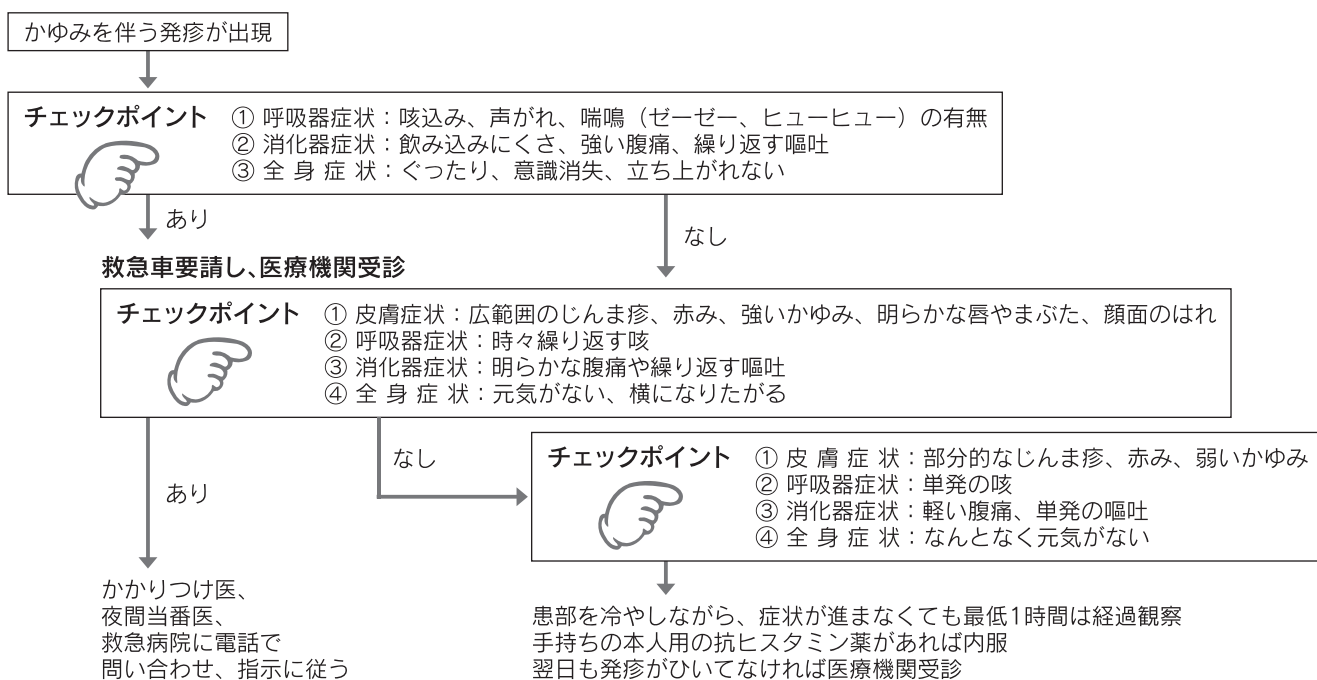 かゆみを伴う発疹が出現
チェックポイント
① 呼吸器症状：咳込み、声がれ、喘鳴（ゼーゼー、ヒューヒュー）の有無
② 消化器症状：飲み込みにくさ、強い腹痛、繰り返す嘔吐
③ 全身症状：ぐったり、意識消失、立ち上がれない
あり
なし
救急車要請し、医療機関受診
チェックポイント
① 皮膚症状：広範囲のじんま疹、赤み、強いかゆみ、明らかな唇やまぶた、顔面のはれ
② 呼吸器症状：時々繰り返す咳
③ 消化器症状：明らかな腹痛や繰り返す嘔吐
④ 全身症状：元気がない、横になりたがる
あり
なし
チェックポイント
① 皮膚症状：部分的なじんま疹、赤み、弱いかゆみ
② 呼吸器症状：単発の咳
③ 消化器症状：軽い腹痛、単発の嘔吐
④ 全身症状：なんとなく元気がない
かかりつけ医、
夜間当番医、
救急病院に電話で
問い合わせ、指示に従う
患部を冷やしながら、症状が進まなくても最低1時間は経過観察
手持ちの本人用の抗ヒスタミン薬があれば内服
翌日も発疹がひいてなければ医療機関受診